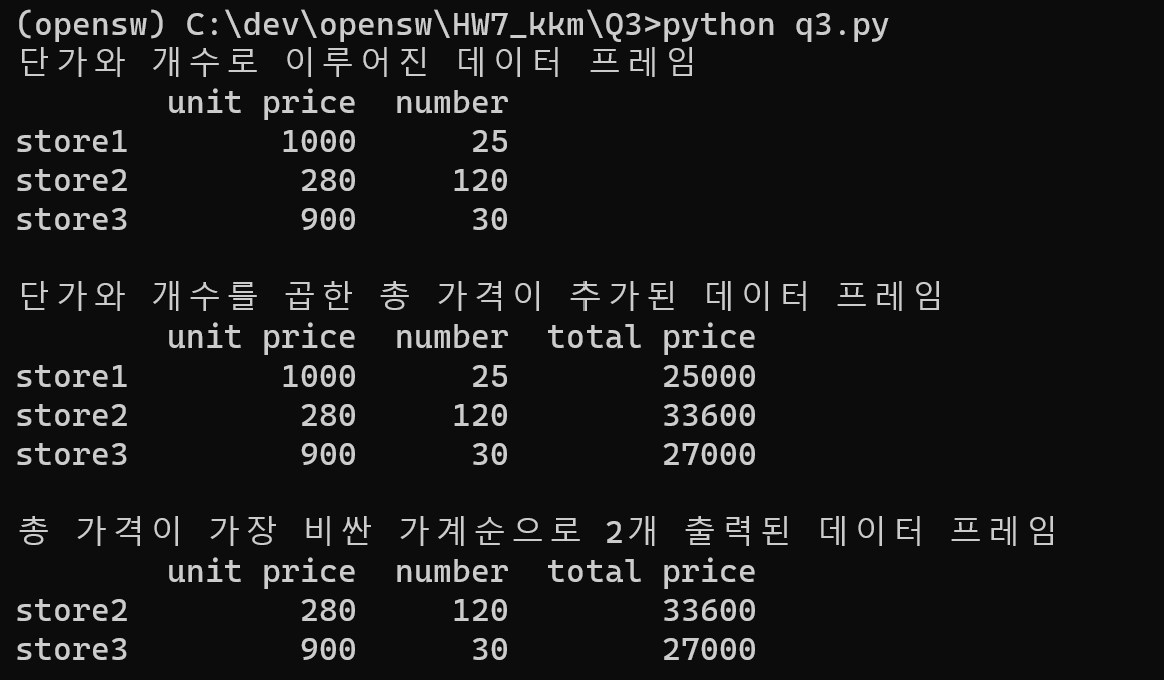 (opensw) C:\dev\opensw\HW7_kkm\Q3>python q3.py
단가와 개수로 이루어진 데이터 프레임
unit price number
store1 1000 25
store2 280 120
store3 900 30
단가와 개수를 곱한 총 가격이 추가된 데이터 프레임
unit price number total price
store1 1000 25 25000
store2 280 120 33600
store3 900 30 27000
총 가격이 가장 비싼 가계순으로 2개 출력된 데이터 프레임
unit price number total price
store2 280 120 33600
store3 900 30 27000